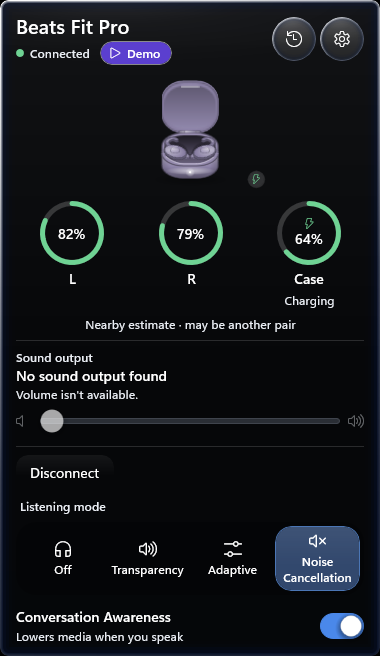 Beats Fit Pro
Connected
Demo
82%
79%
64%
L
R
Case
Charging
Nearby estimate · may be another pair
Sound output
No sound output found
Volume isn't available.
Disconnect
Listening mode
Off
Transparency
Adaptive
Noise
Cancellation
Conversation Awareness
Lowers media when you speak